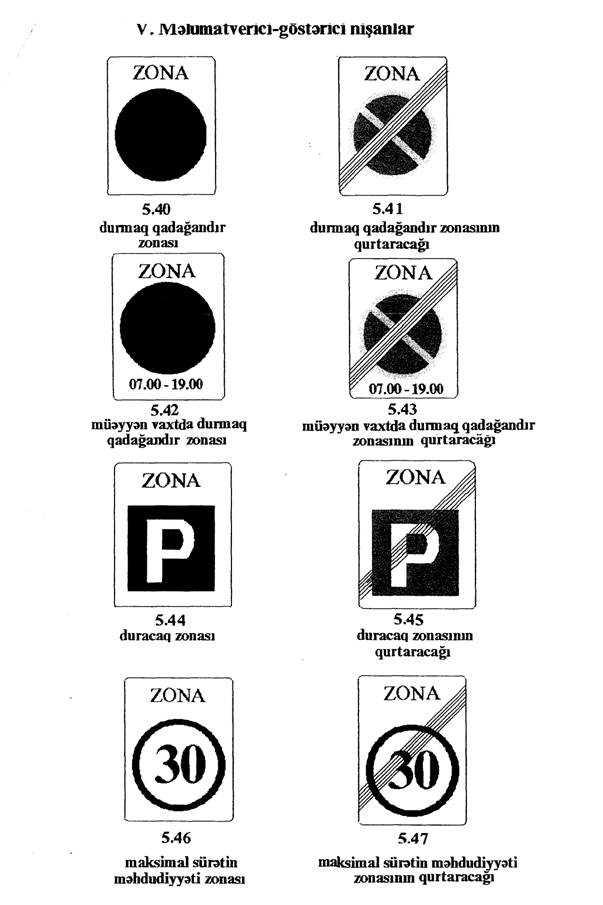 V. Məlumatverici-göstərici nişanlar
ZONA
ZONA
5.40
5.41
durmaq qadağandır
zonası
durmaq qadağandır zonasının
qurtaracağı
ZONA
07.00 - 19.00
ZONA
07.00 - 19.00
5.42
5.43
müəyyən vaxtda durmaq
qadağandır zonası
müəyyən vaxtda durmaq qadağandır
zonasının qurtaracağı
ZONA
P
ZONA
P
5.44
5.45
duracaq zonası
duracaq zonasının
qurtaracağı
ZONA
30
ZONA
30
5.46
5.47
maksimal sürətin
məhdudiyyəti zonası
maksimal sürətin məhdudiyyəti
zonasının qurtaracağı